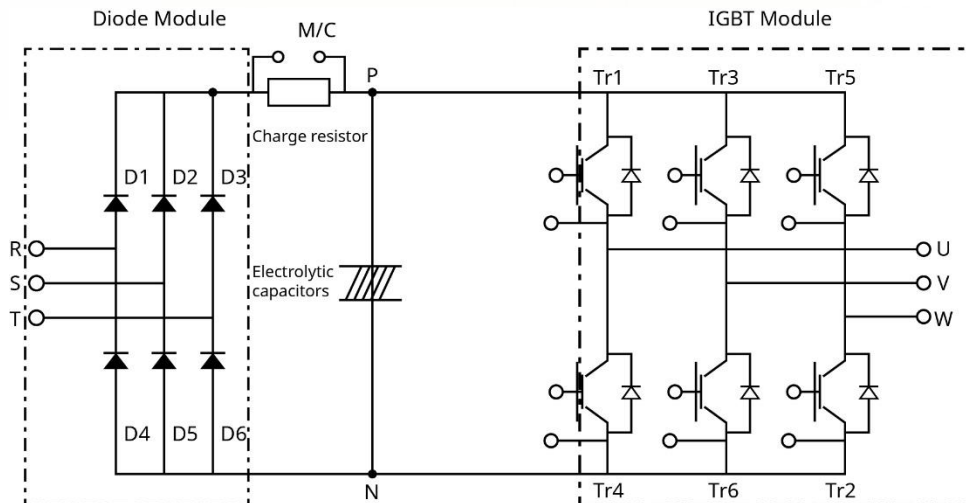 Diode Module
IGBT Module
M/C
P
Tr1
Tr3
Tr5
Charge resistor
D1
D2
D3
R
S
T
Electrolytic
capacitors
U
V
W
D4
D5
D6
N
Tr4
Tr6
Tr2